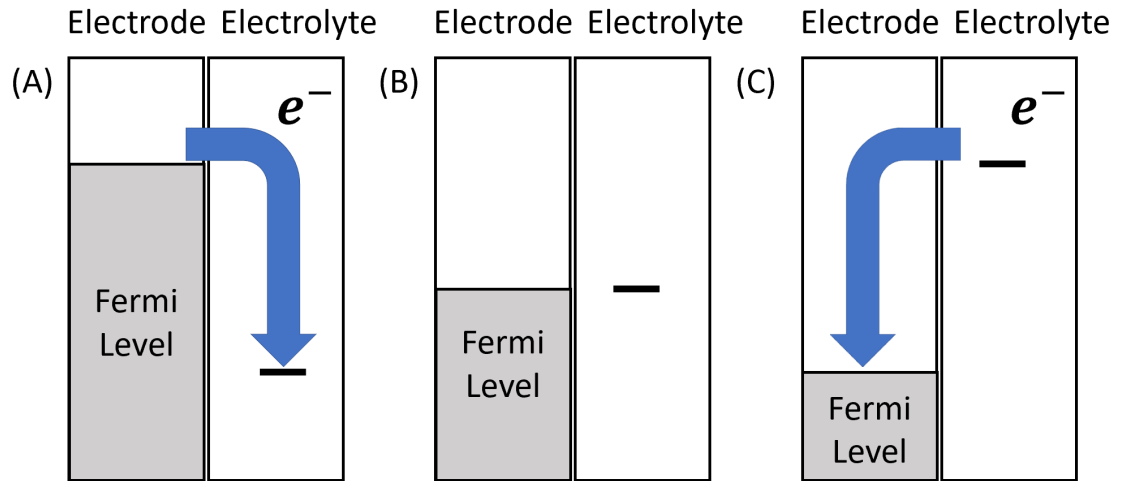 Electrode Electrolyte Electrode Electrolyte Electrode Electrolyte
(A) (B) (C)
e⁻ e⁻
Fermi
Level
Fermi
Level
Fermi
Level